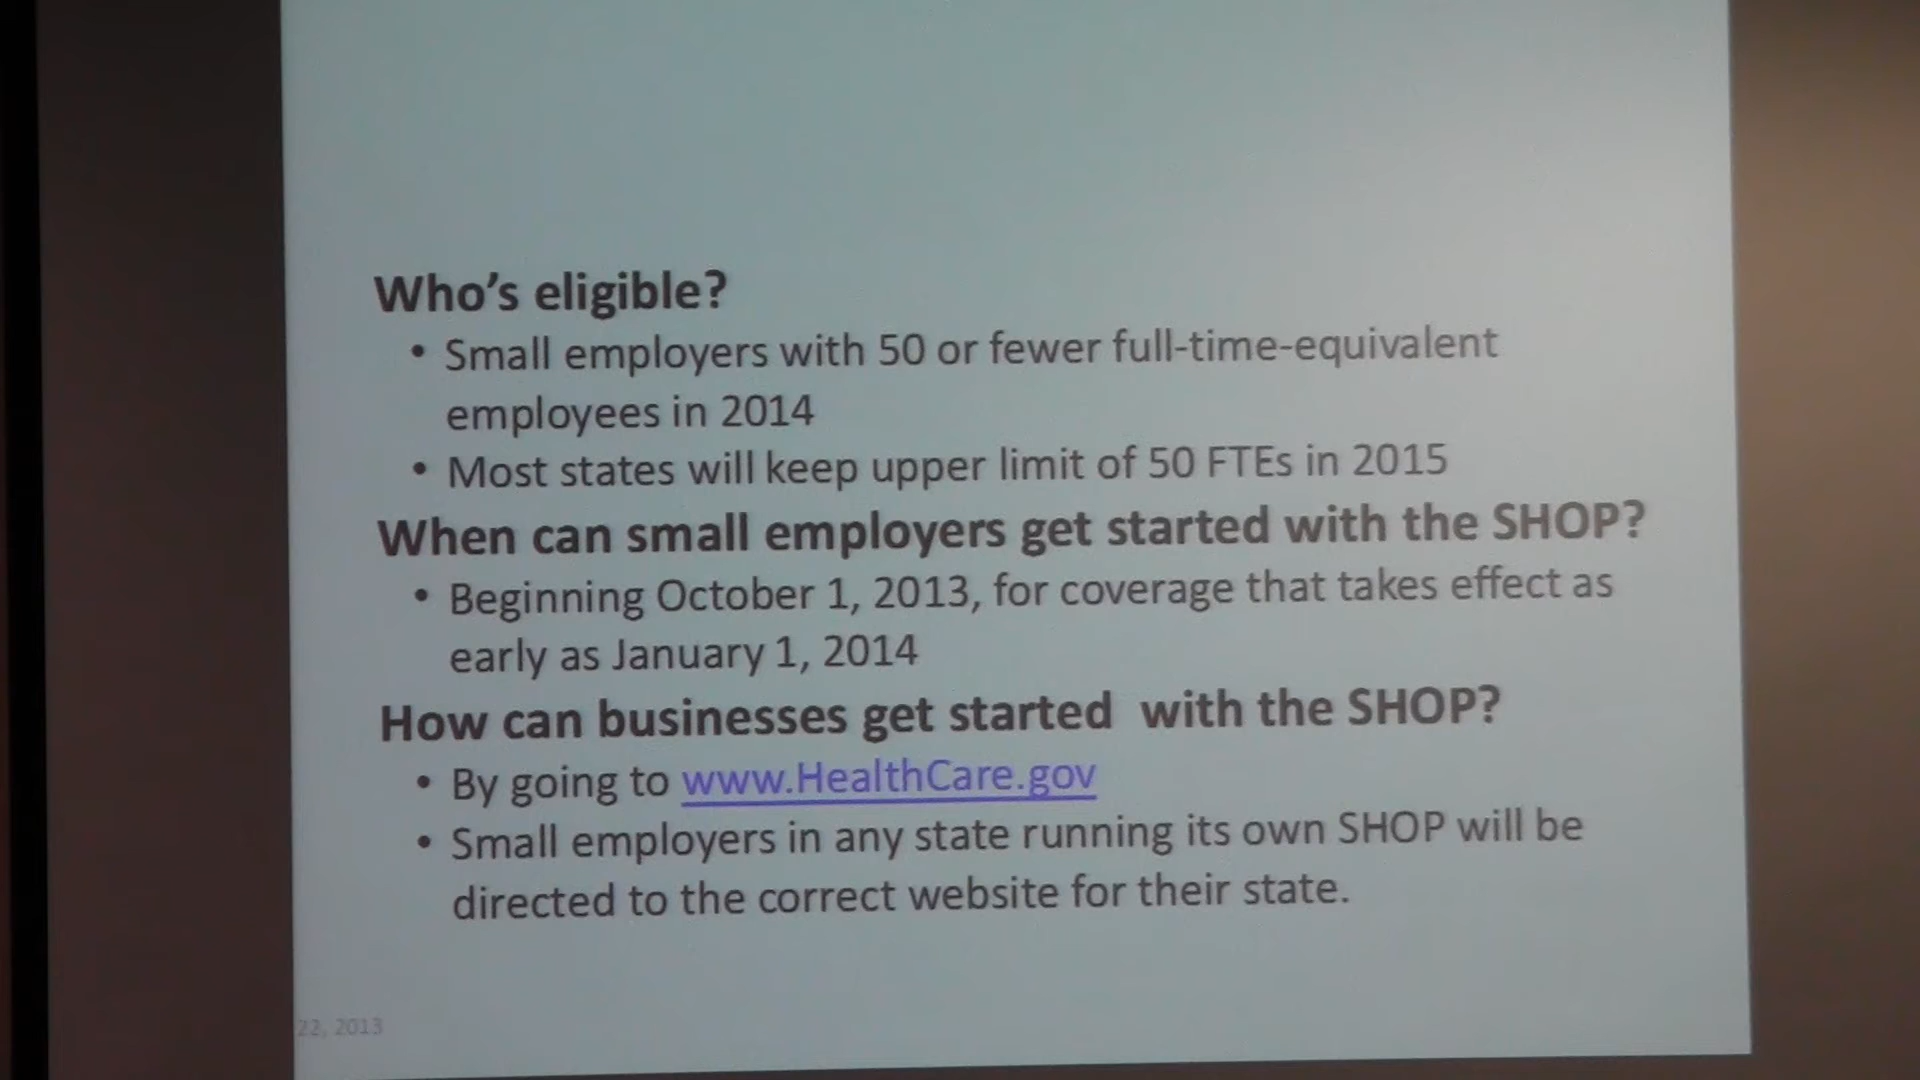 Who's eligible?
• Small employers with 50 or fewer full-time-equivalent
employees in 2014
• Most states will keep upper limit of 50 FTEs in 2015
When can small employers get started with the SHOP?
• Beginning October 1, 2013, for coverage that takes effect as
early as January 1, 2014
How can businesses get started  with the SHOP?
• By going to www.HealthCare.gov
• Small employers in any state running its own SHOP will be
directed to the correct website for their state.
22, 2013